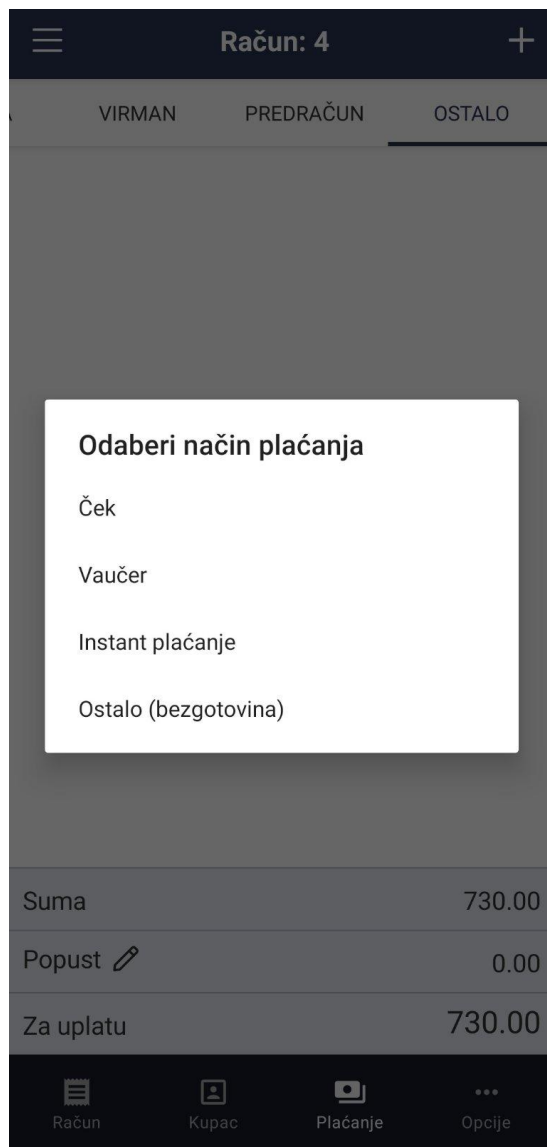 Račun: 4
VIRMAN PREDRAČUN OSTALO
Odaberi način plaćanja
Ček
Vaučer
Instant plaćanje
Ostalo (bezgotovina)
Suma 730.00
Popust 0.00
Za uplatu 730.00
Račun Kupac Plaćanje Opcije